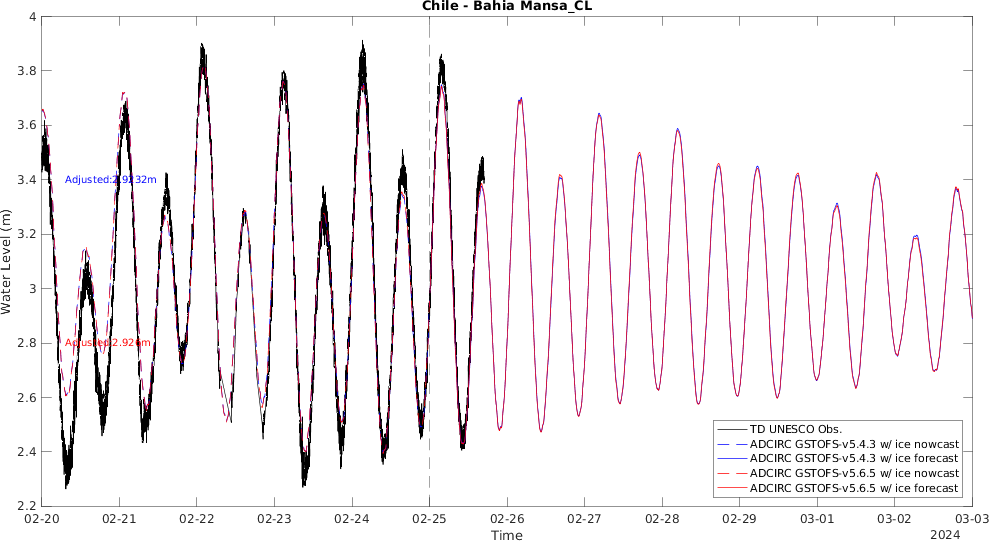 Chile - Bahia Mansa_CL
4
3.8
3.6
3.4
3.2
3
2.8
2.6
2.4
2.2
Water Level (m)
Adjusted:2.9232m
Adjusted:2.926m
TD UNESCO Obs.
ADCIRC GSTOFS-v5.4.3 w/ ice nowcast
ADCIRC GSTOFS-v5.4.3 w/ ice forecast
ADCIRC GSTOFS-v5.6.5 w/ ice nowcast
ADCIRC GSTOFS-v5.6.5 w/ ice forecast
02-20 02-21 02-22 02-23 02-24 02-25 02-26 02-27 02-28 02-29 03-01 03-02 03-03
Time
2024